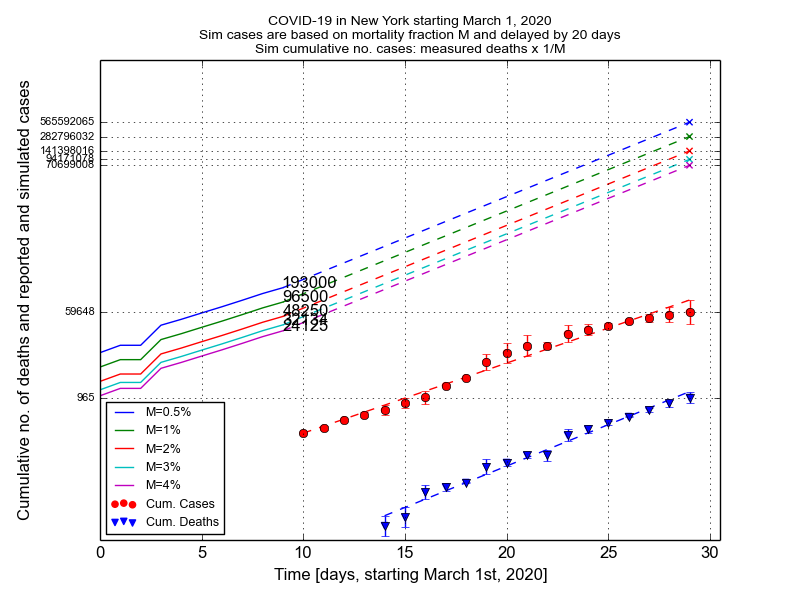 COVID-19 in New York starting March 1, 2020
Sim cases are based on mortality fraction M and delayed by 20 days
Sim cumulative no. cases: measured deaths x 1/M
Cumulative no. of deaths and reported and simulated cases
565592065
282796032
141398016
94171078
70699008
59648
965
193000
96500
48250
32134
24125
M=0.5%
M=1%
M=2%
M=3%
M=4%
Cum. Cases
Cum. Deaths
0 5 10 15 20 25 30
Time [days, starting March 1st, 2020]